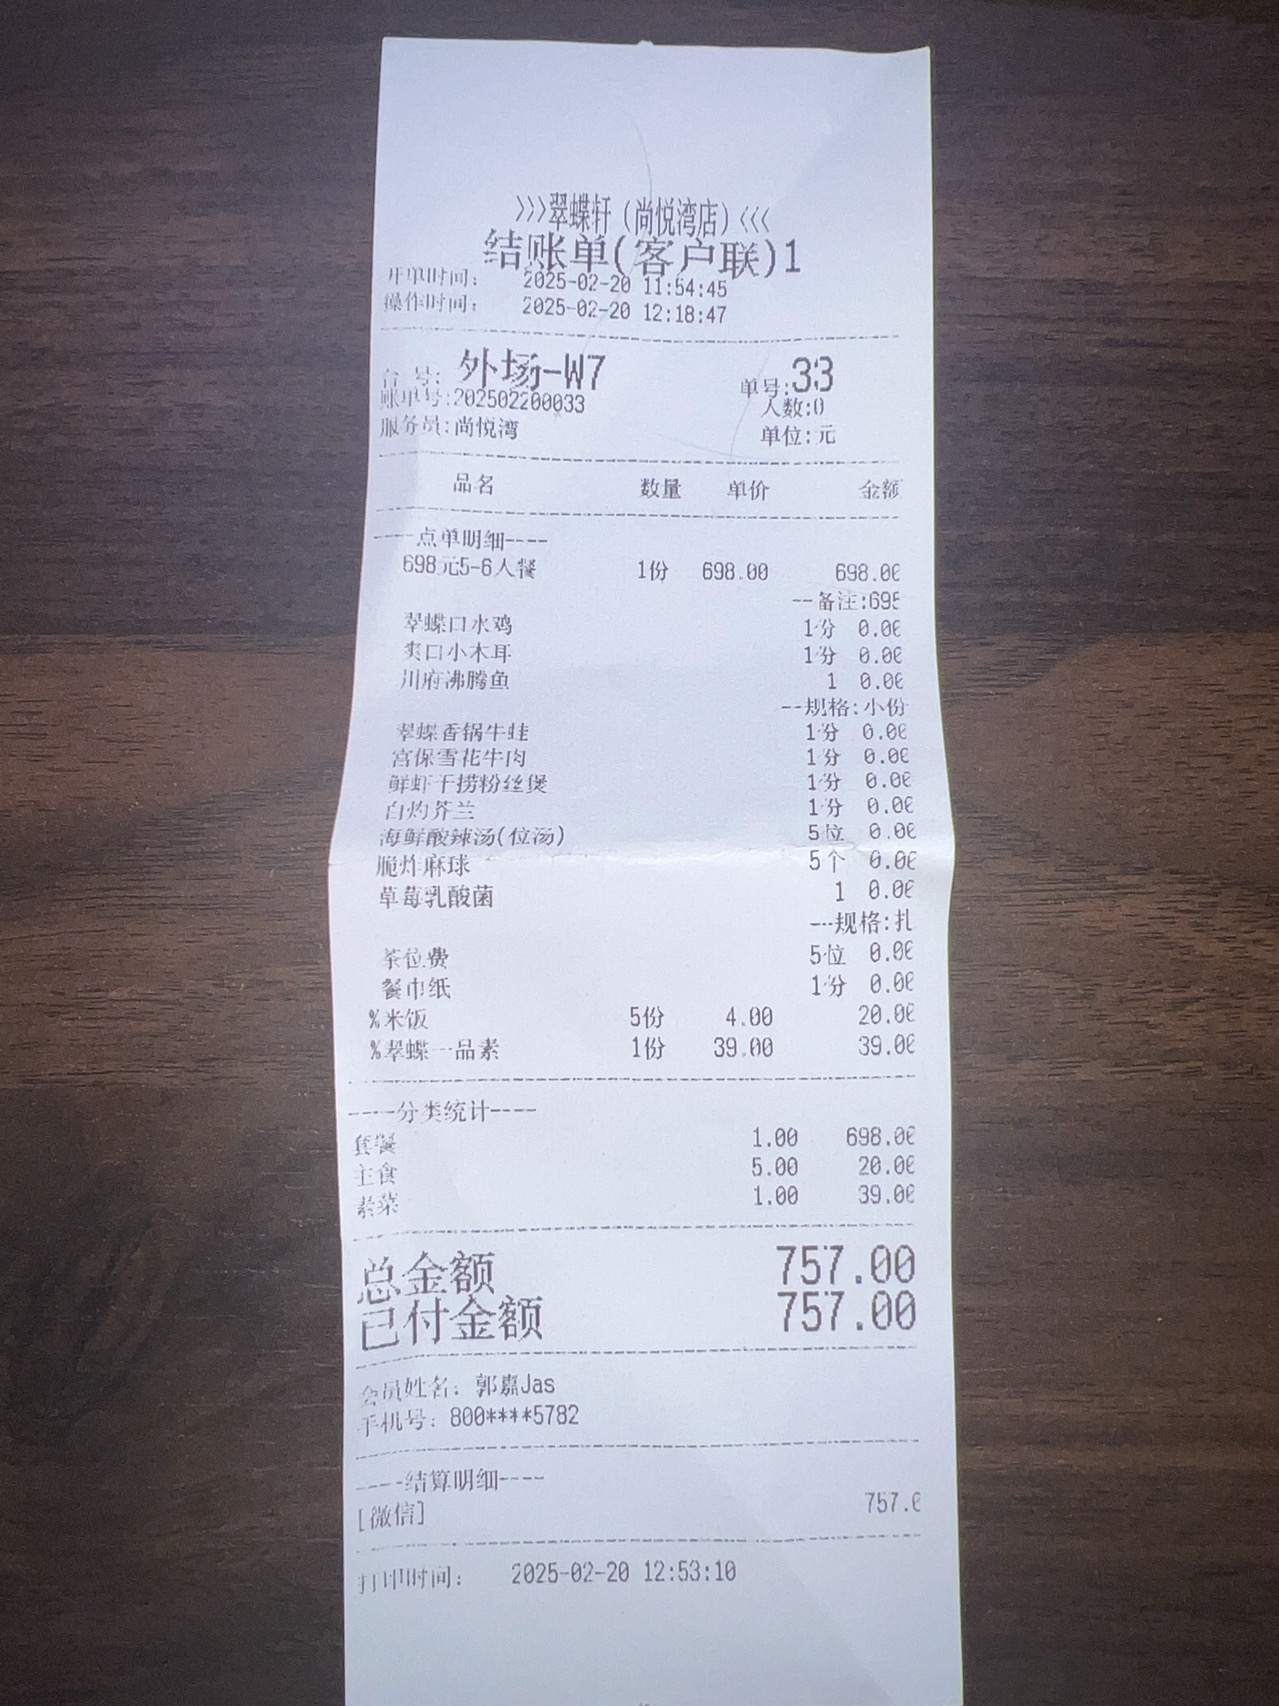 >>>翠蝶轩(尚悦湾店)<<<
结账单(客户联)1
开单时间: 2025-02-20 11:54:45
操作时间: 2025-02-20 12:18:47
台 号: 外场-W7 单号:33
账单号:202502200033 人数:0
服务员:尚悦湾 单位:元
品名 数量 单价 金额
----点单明细----
698元5-6人餐 1份 698.00 698.00
--备注:695
翠蝶口水鸡 1份 0.00
爽口小木耳 1份 0.00
川府沸腾鱼 1 0.00
--规格:小份
翠蝶香锅牛蛙 1份 0.00
宫保雪花牛肉 1份 0.00
鲜虾干捞粉丝煲 1份 0.00
白灼芥兰 1份 0.00
海鲜酸辣汤(位汤) 5位 0.00
脆炸麻球 5个 0.00
草莓乳酸菌 1 0.00
---规格:扎
茶位费 5位 0.00
餐巾纸 1份 0.00
%米饭 5份 4.00 20.00
%翠蝶一品素 1份 39.00 39.00
----分类统计----
套餐 1.00 698.00
主食 5.00 20.00
素菜 1.00 39.00
总金额 757.00
已付金额 757.00
会员姓名: 郭嘉Jas
手机号: 800****5782
----结算明细----
[微信] 757.0
打印时间: 2025-02-20 12:53:10